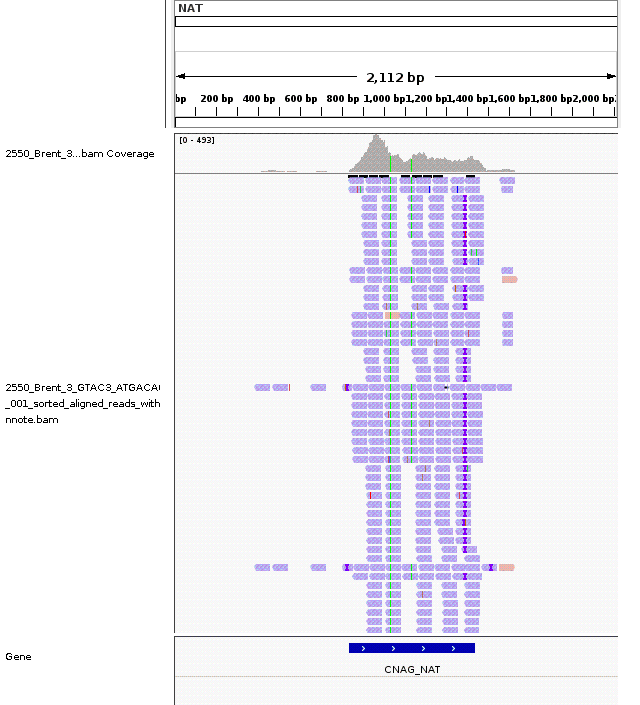 NAT
2,112 bp
bp 200 bp 400 bp 600 bp 800 bp 1,000 bp 1,200 bp 1,400 bp 1,600 bp 1,800 bp 2,000 bp
[0 - 493]
2550_Brent_3...bam Coverage
2550_Brent_3_GTAC3_ATGACA
_001_sorted_aligned_reads_with
nnote.bam
Gene
CNAG_NAT